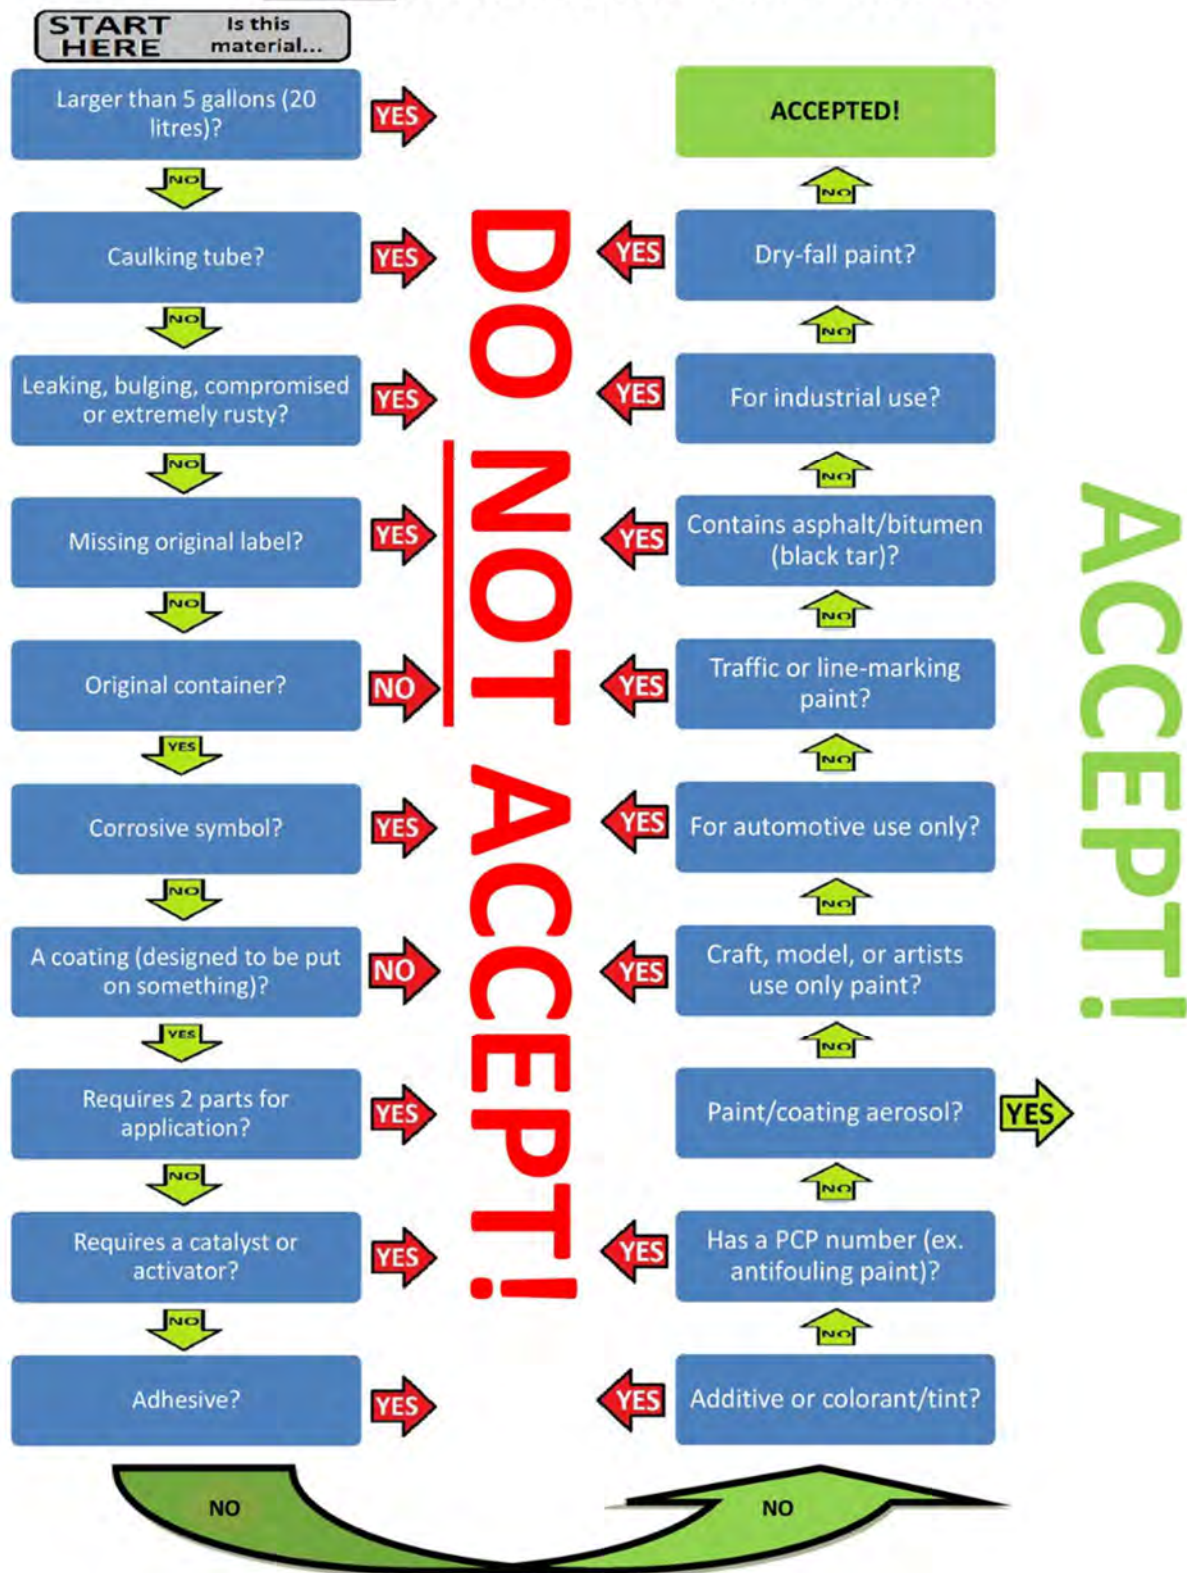 START HERE
Is this material...
Larger than 5 gallons (20
litres)?
YES
NO
Caulking tube?
YES
NO
Leaking, bulging, compromised
or extremely rusty?
YES
NO
Missing original label?
YES
NO
Original container?
NO
YES
Corrosive symbol?
YES
NO
A coating (designed to be put
on something)?
NO
YES
Requires 2 parts for
application?
YES
NO
Requires a catalyst or
activator?
YES
NO
Adhesive?
YES
NO
NO
DO NOT ACCEPT!
Additive or colorant/tint?
YES
NO
Has a PCP number (ex.
antifouling paint)?
YES
NO
Paint/coating aerosol?
YES
NO
Craft, model, or artists
use only paint?
YES
NO
For automotive use only?
YES
NO
Traffic or line-marking
paint?
YES
NO
Contains asphalt/bitumen
(black tar)?
YES
NO
For industrial use?
YES
NO
Dry-fall paint?
YES
NO
ACCEPTED!
ACCEPT!